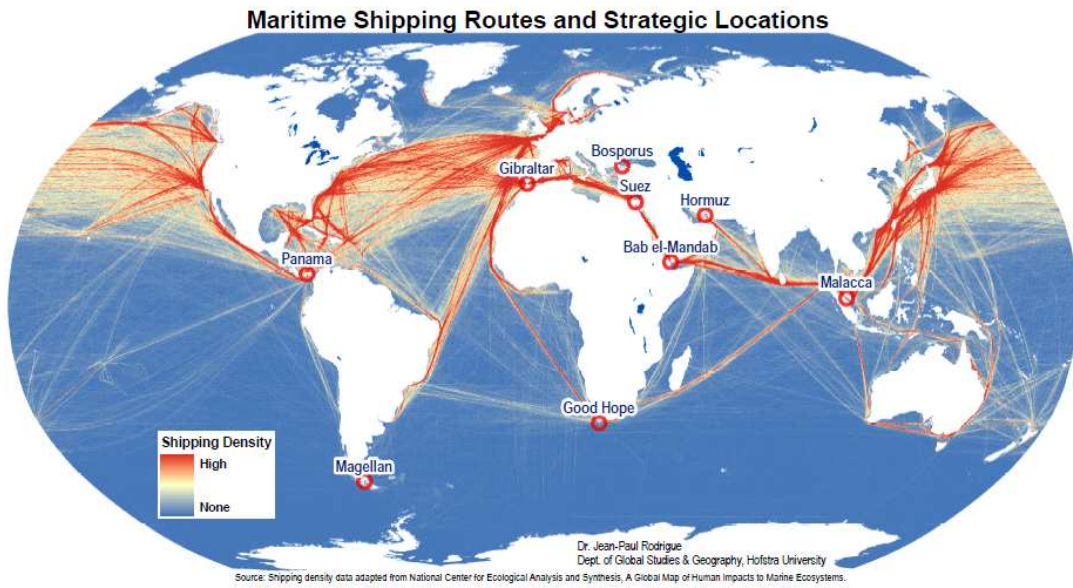 Maritime Shipping Routes and Strategic Locations
Bosporus
Gibraltar
Suez
Hormuz
Bab el-Mandab
Panama
Malacca
Good Hope
Shipping Density
High
None
Magellan
Dr. Jean-Paul Rodrigue
Dept. of Global Studies & Geography, Hofstra University
Source: Shipping density data adapted from National Center for Ecological Analysis and Synthesis, A Global Map of Human Impacts to Marine Ecosystems.